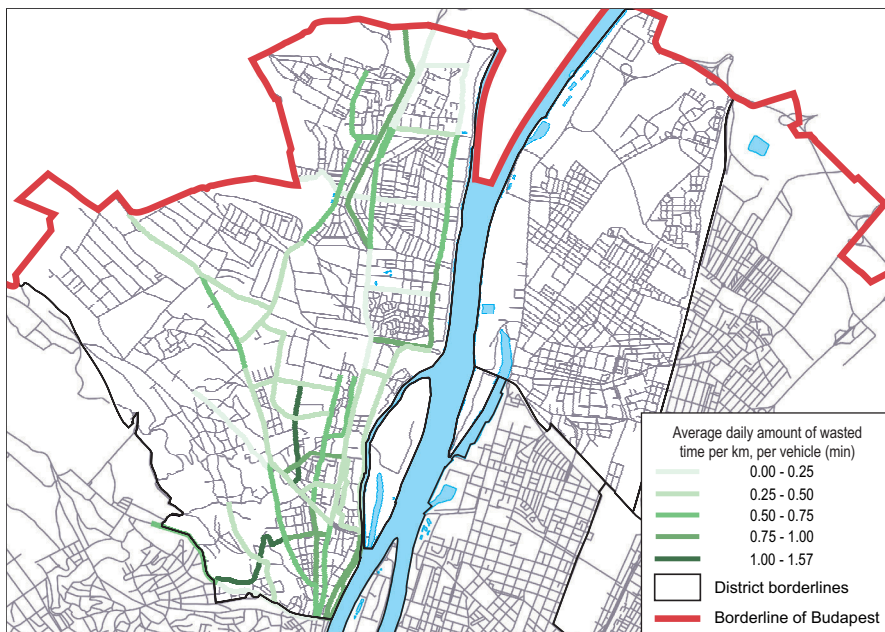 Average daily amount of wasted
time per km, per vehicle (min)
0.00 - 0.25
0.25 - 0.50
0.50 - 0.75
0.75 - 1.00
1.00 - 1.57
District borderlines
Borderline of Budapest